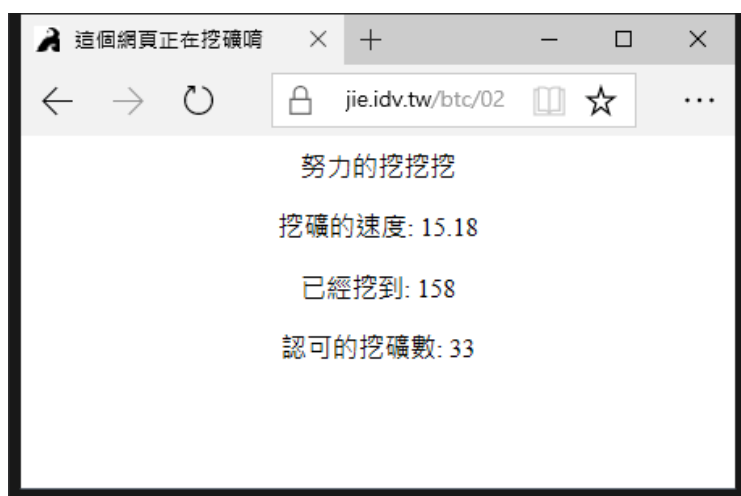 這個網頁正在挖礦唷
jie.idv.tw/btc/02
努力的挖挖挖
挖礦的速度: 15.18
已經挖到: 158
認可的挖礦數: 33